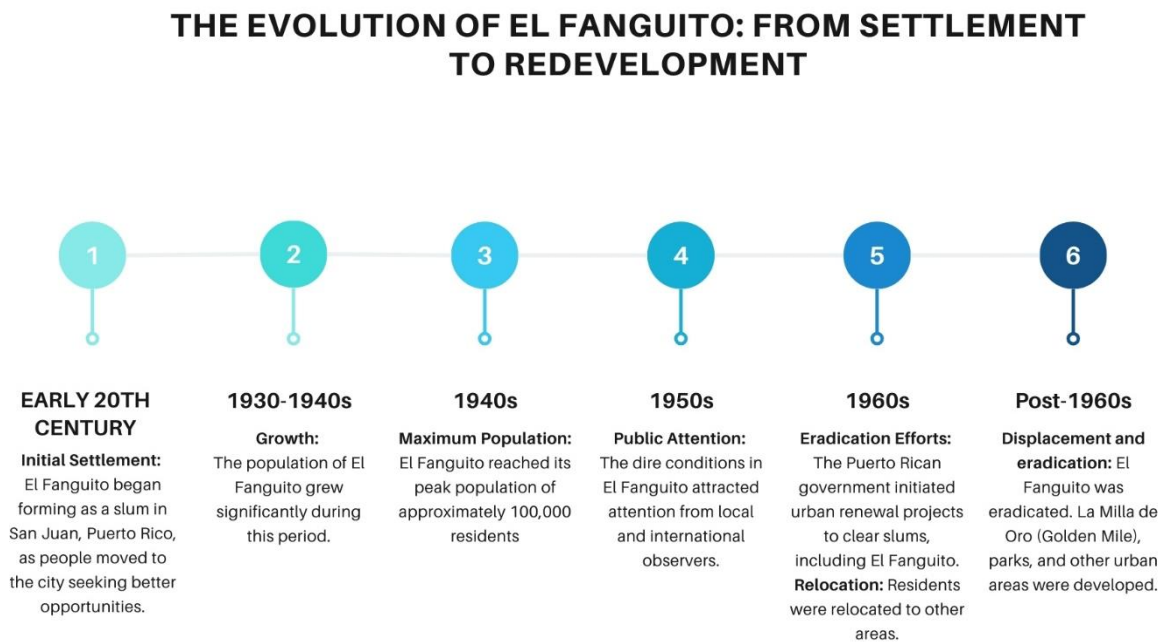 THE EVOLUTION OF EL FANGUITO: FROM SETTLEMENT
TO REDEVELOPMENT
1
2
3
4
5
6
EARLY 20TH
CENTURY
Initial Settlement:
El Fanguito began
forming as a slum in
San Juan, Puerto Rico,
as people moved to
the city seeking better
opportunities.
1930-1940s
Growth:
The population of El
Fanguito grew
significantly during
this period.
1940s
Maximum Population:
El Fanguito reached its
peak population of
approximately 100,000
residents
1950s
Public Attention:
The dire conditions in
El Fanguito attracted
attention from local
and international
observers.
1960s
Eradication Efforts:
The Puerto Rican
government initiated
urban renewal projects
to clear slums,
including El Fanguito.
Relocation: Residents
were relocated to other
areas.
Post-1960s
Displacement and
eradication: El
Fanguito was
eradicated. La Milla de
Oro (Golden Mile),
parks, and other urban
areas were developed.